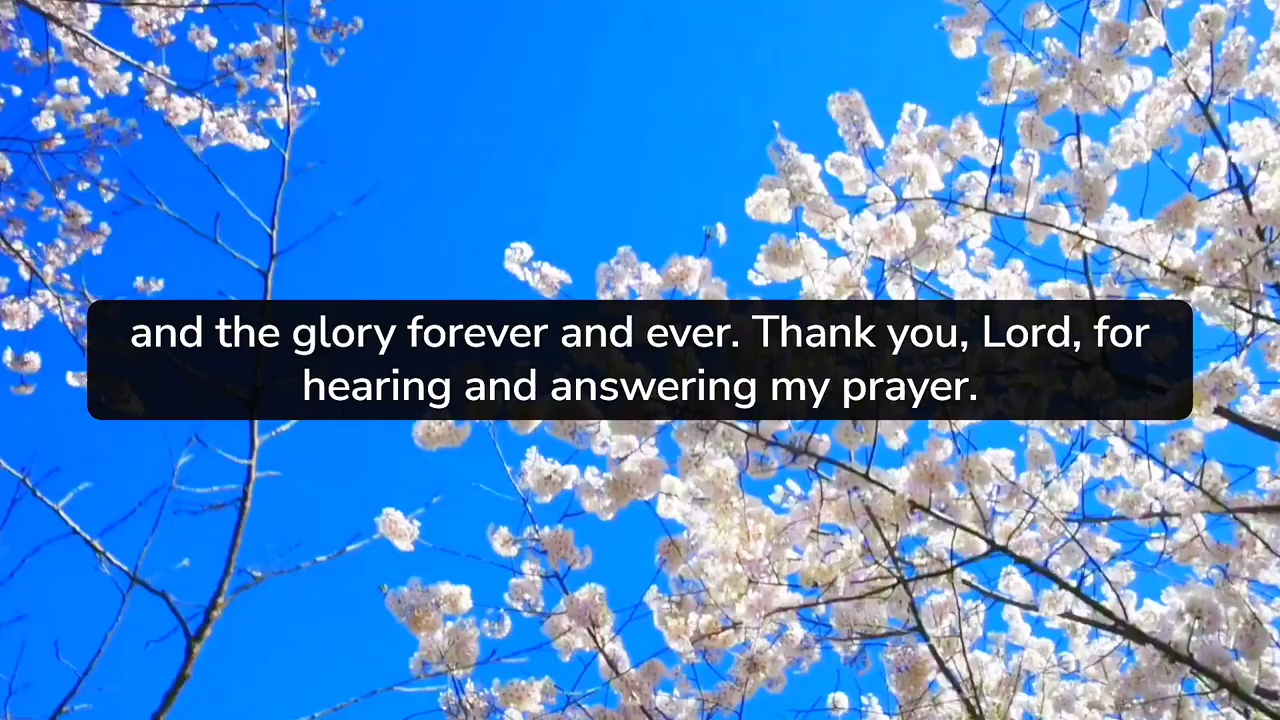 and the glory forever and ever. Thank you, Lord, for
hearing and answering my prayer.